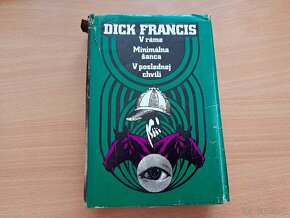 DICK FRANCIS
V ráme
Minimálna
šanca
V poslednej
chvíli